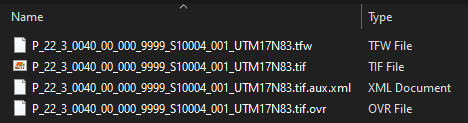 Name Type
P_22_3_0040_00_000_9999_S10004_001_UTM17N83.tfw TFW File
P_22_3_0040_00_000_9999_S10004_001_UTM17N83.tif TIF File
P_22_3_0040_00_000_9999_S10004_001_UTM17N83.tif.aux.xml XML Document
P_22_3_0040_00_000_9999_S10004_001_UTM17N83.tif.ovr OVR File